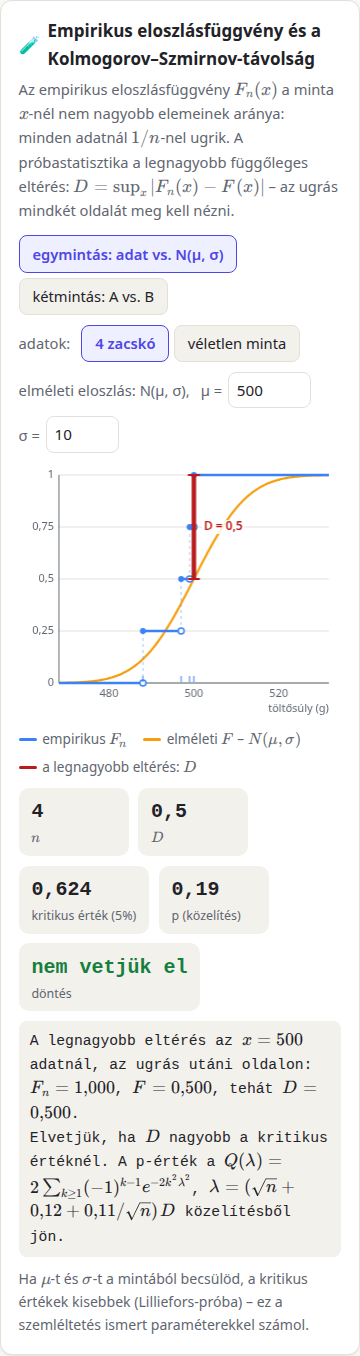 🧪 Empirikus eloszlásfüggvény és a
Kolmogorov–Szmirnov-távolság
Az empirikus eloszlásfüggvény Fₙ(x) a minta
x-nél nem nagyobb elemeinek aránya:
minden adatnál 1/n-nel ugrik. A
próbastatisztika a legnagyobb függőleges
eltérés: D = supₓ |Fₙ(x) − F(x)| – az ugrás
mindkét oldalát meg kell nézni.
egymintás: adat vs. N(μ, σ)
kétmintás: A vs. B
adatok: 4 zacskó véletlen minta
elméleti eloszlás: N(μ, σ), μ = 500
σ = 10
1
0,75
D = 0,5
0,5
0,25
0
480 500 520
töltősúly (g)
empirikus Fₙ elméleti F – N(μ, σ)
a legnagyobb eltérés: D
4 0,5
n D
0,624 0,19
kritikus érték (5%) p (közelítés)
nem vetjük el
döntés
A legnagyobb eltérés az x = 500
adatnál, az ugrás utáni oldalon:
Fₙ = 1,000, F = 0,500, tehát D =
0,500.
Elvetjük, ha D nagyobb a kritikus
értéknél. A p-érték a Q(λ) =
2 ∑ₖ≥₁(−1)ᵏ⁻¹e^(−2k²λ²), λ = (√n +
0,12 + 0,11/√n) D közelítésből
jön.
Ha μ-t és σ-t a mintából becsülöd, a kritikus
értékek kisebbek (Lilliefors-próba) – ez a
szemléltetés ismert paraméterekkel számol.